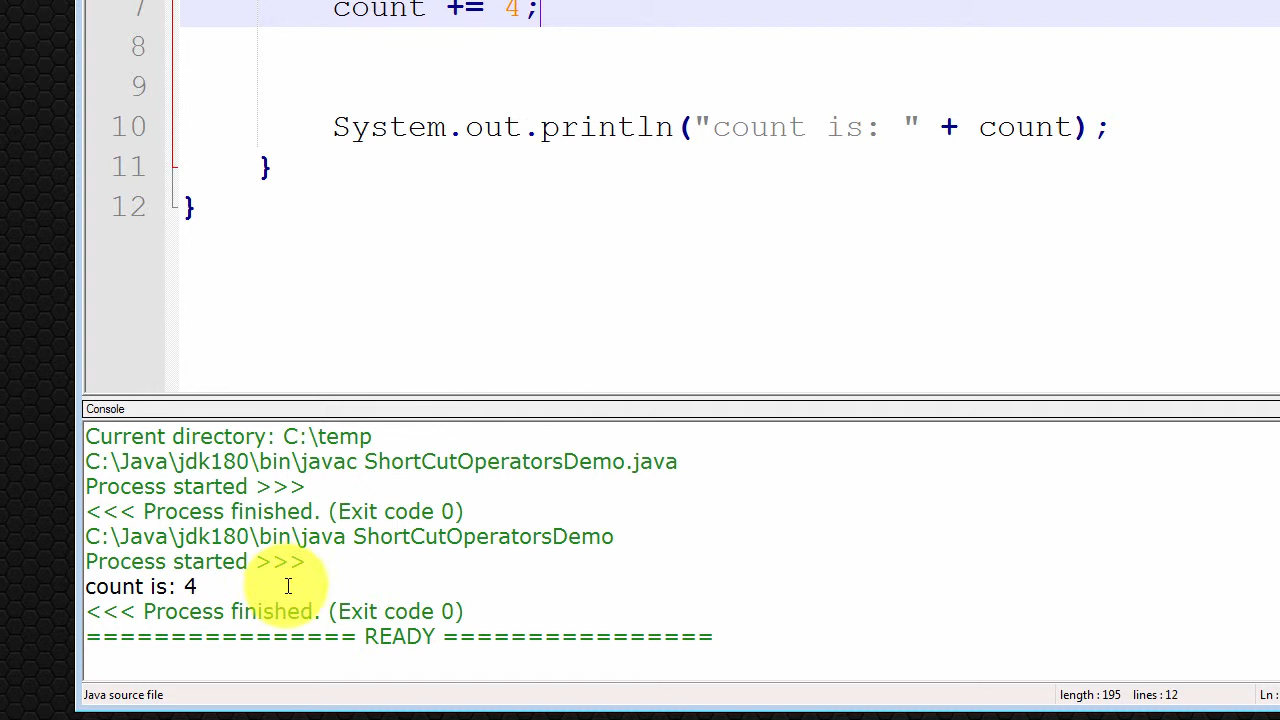 7 count += 4;
8
9
10 System.out.println("count is: " + count);
11 }
12 }
Console
Current directory: C:\temp
C:\Java\jdk180\bin\javac ShortCutOperatorsDemo.java
Process started >>>
<<< Process finished. (Exit code 0)
C:\Java\jdk180\bin\java ShortCutOperatorsDemo
Process started >>>
count is: 4
<<< Process finished. (Exit code 0)
================ READY ================
Java source file length : 195 lines : 12 Ln :